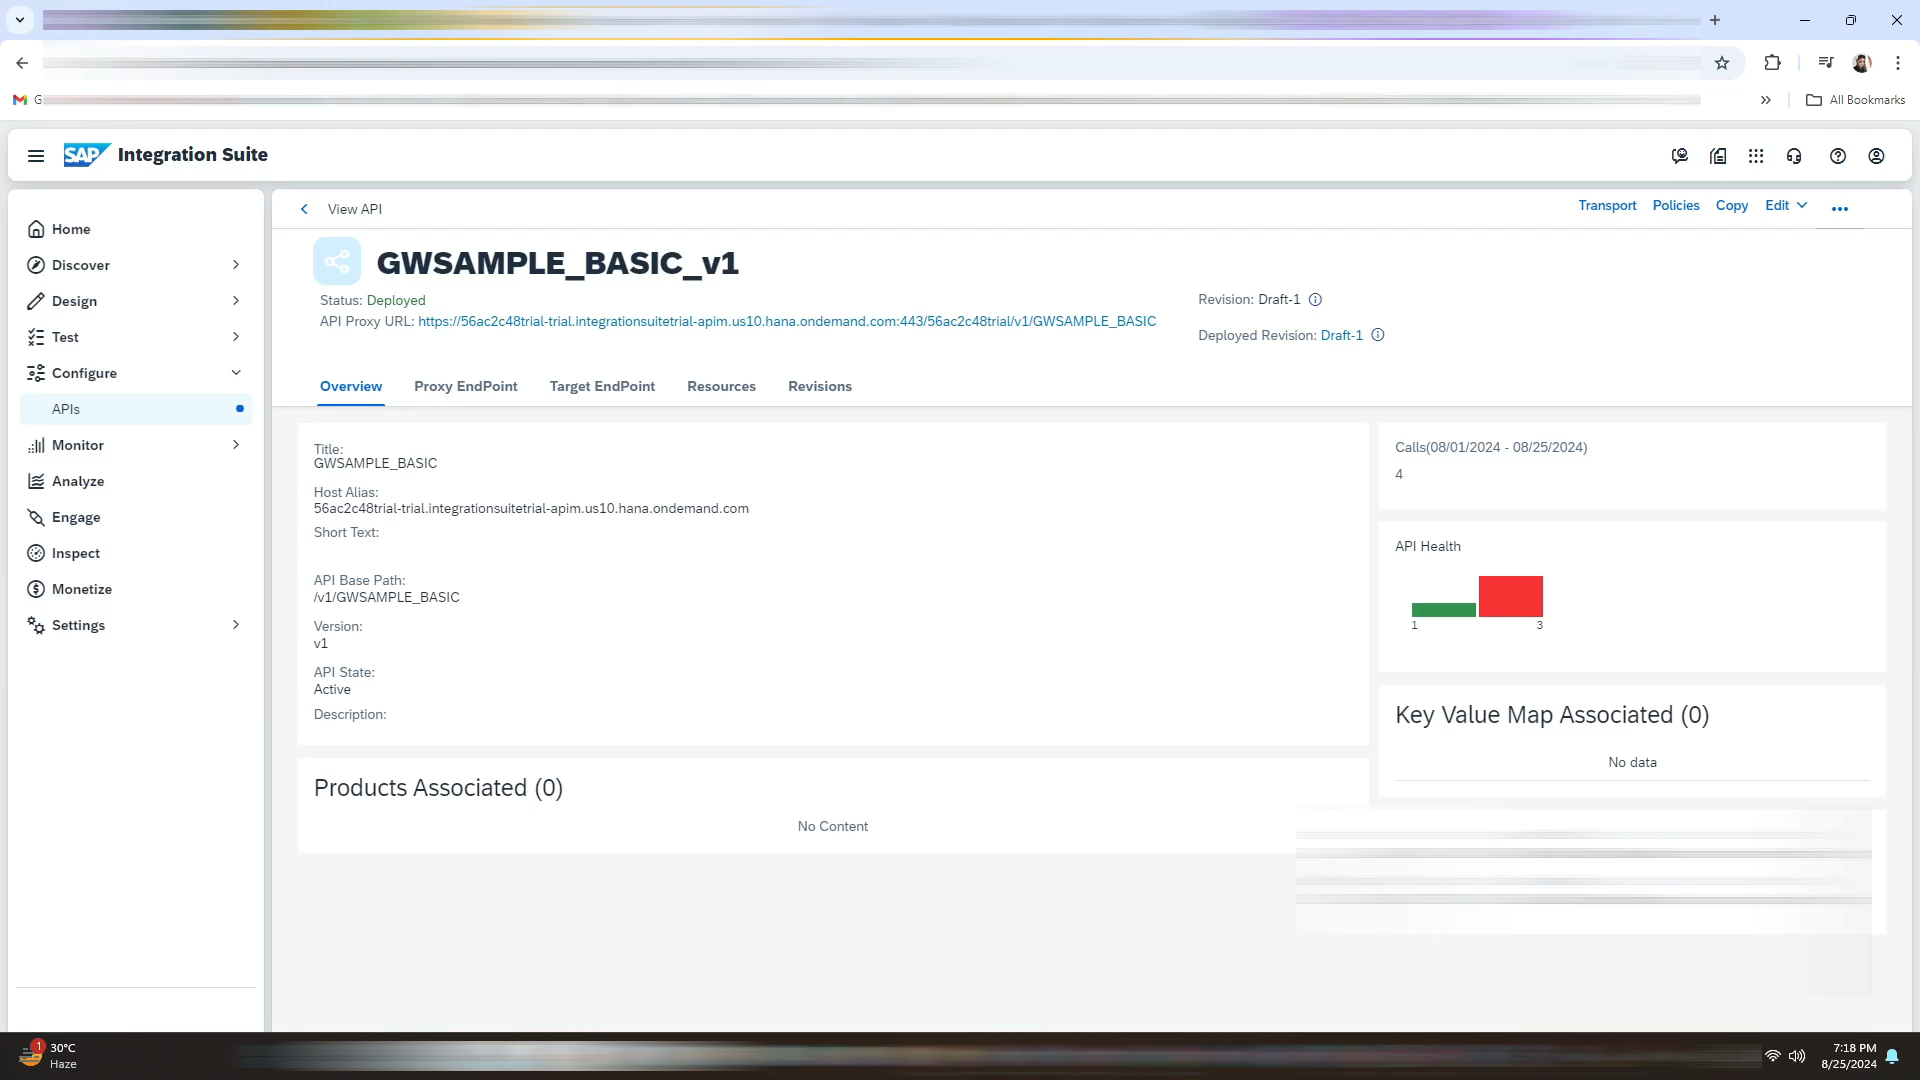 G
All Bookmarks
SAP Integration Suite
Home
Discover
Design
Test
Configure
APIs
Monitor
Analyze
Engage
Inspect
Monetize
Settings
View API
Transport Policies Copy Edit
GWSAMPLE_BASIC_v1
Status: Deployed
API Proxy URL: https://56ac2c48trial-trial.integrationsuitetrial-apim.us10.hana.ondemand.com:443/56ac2c48trial/v1/GWSAMPLE_BASIC
Revision: Draft-1
Deployed Revision: Draft-1
Overview Proxy EndPoint Target EndPoint Resources Revisions
Title:
GWSAMPLE_BASIC
Host Alias:
56ac2c48trial-trial.integrationsuitetrial-apim.us10.hana.ondemand.com
Short Text:
API Base Path:
/v1/GWSAMPLE_BASIC
Version:
v1
API State:
Active
Description:
Products Associated (0)
No Content
Calls(08/01/2024 - 08/25/2024)
4
API Health
1 3
Key Value Map Associated (0)
No data
1
30°C
Haze
7:18 PM
8/25/2024